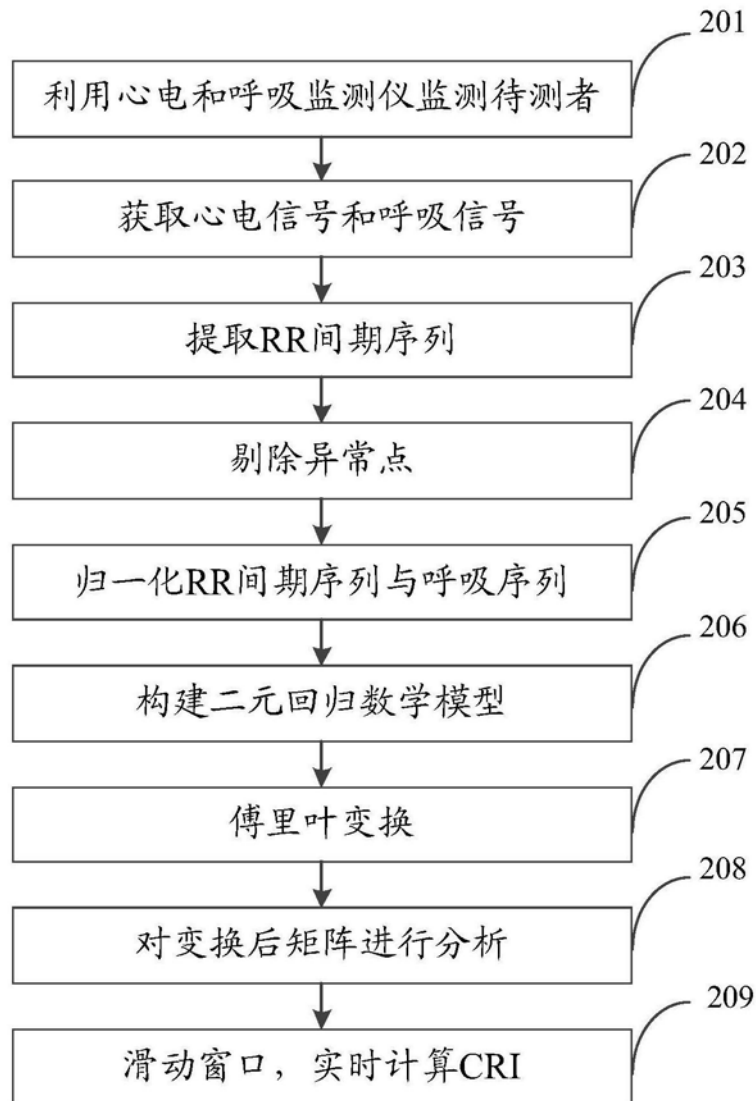 201
利用心电和呼吸监测仪监测待测者
202
获取心电信号和呼吸信号
203
提取RR间期序列
204
剔除异常点
205
归一化RR间期序列与呼吸序列
206
构建二元回归数学模型
207
傅里叶变换
208
对变换后矩阵进行分析
209
滑动窗口，实时计算CRI